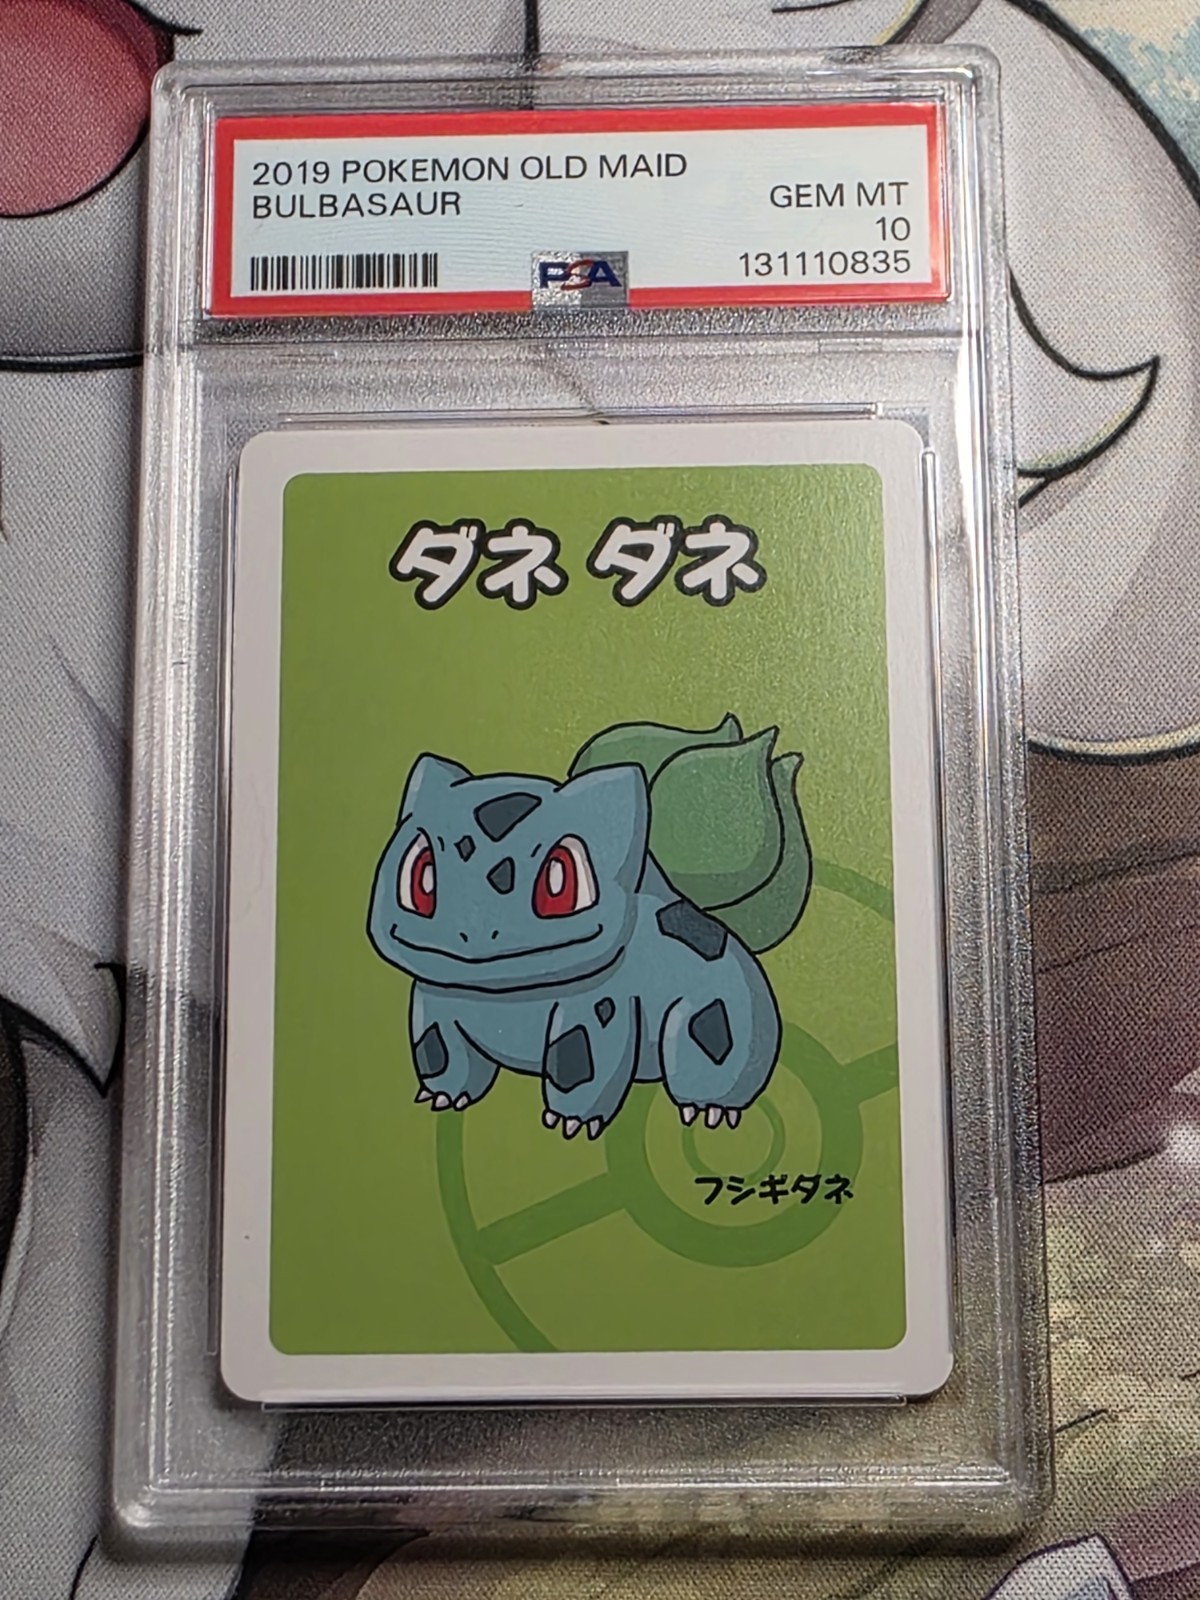 2019 POKEMON OLD MAID
BULBASAUR
GEM MT
10
131110835
PSA
ダネ ダネ
フシギダネ